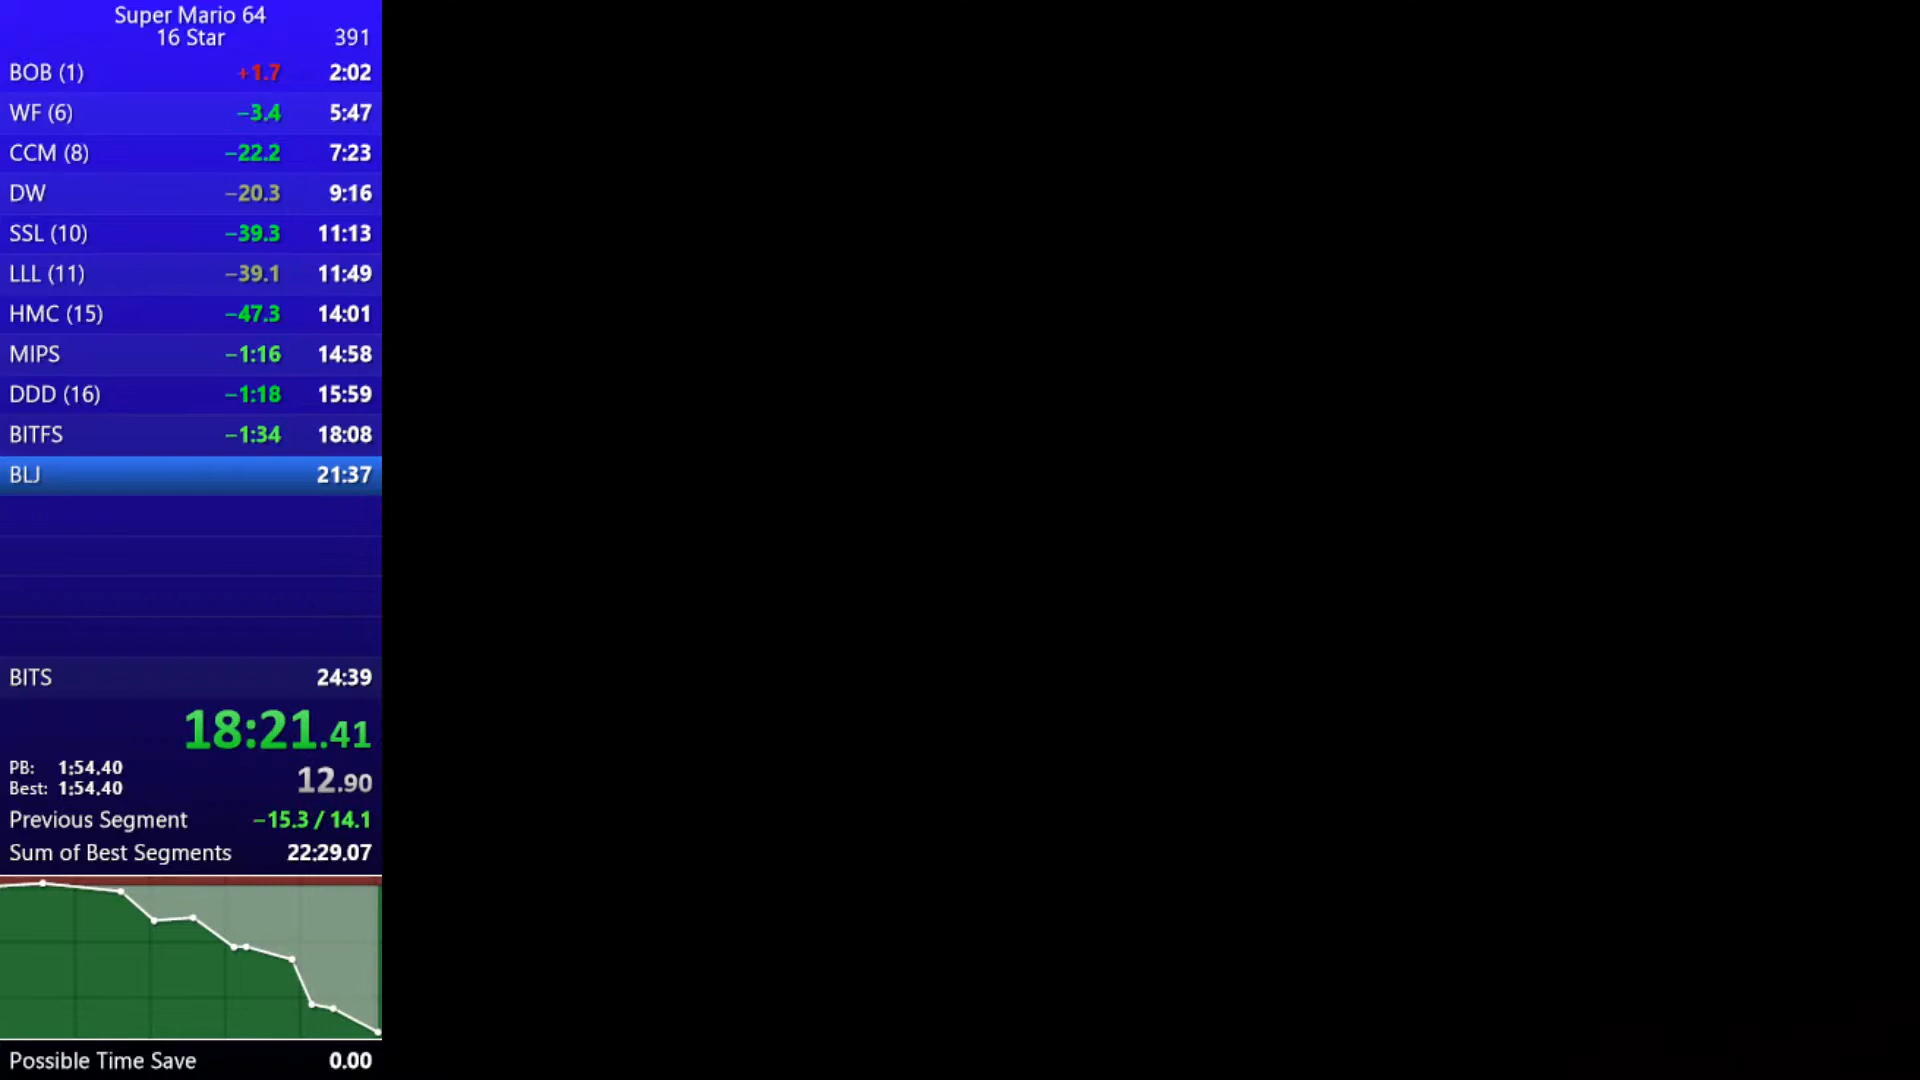 Super Mario 64
16 Star 391
BOB (1) +1.7 2:02
WF (6) −3.4 5:47
CCM (8) −22.2 7:23
DW −20.3 9:16
SSL (10) −39.3 11:13
LLL (11) −39.1 11:49
HMC (15) −47.3 14:01
MIPS −1:16 14:58
DDD (16) −1:18 15:59
BITFS −1:34 18:08
BLJ 21:37
BITS 24:39
18:21.41
PB: 1:54.40 12.90
Best: 1:54.40
Previous Segment −15.3 / 14.1
Sum of Best Segments 22:29.07
Possible Time Save 0.00